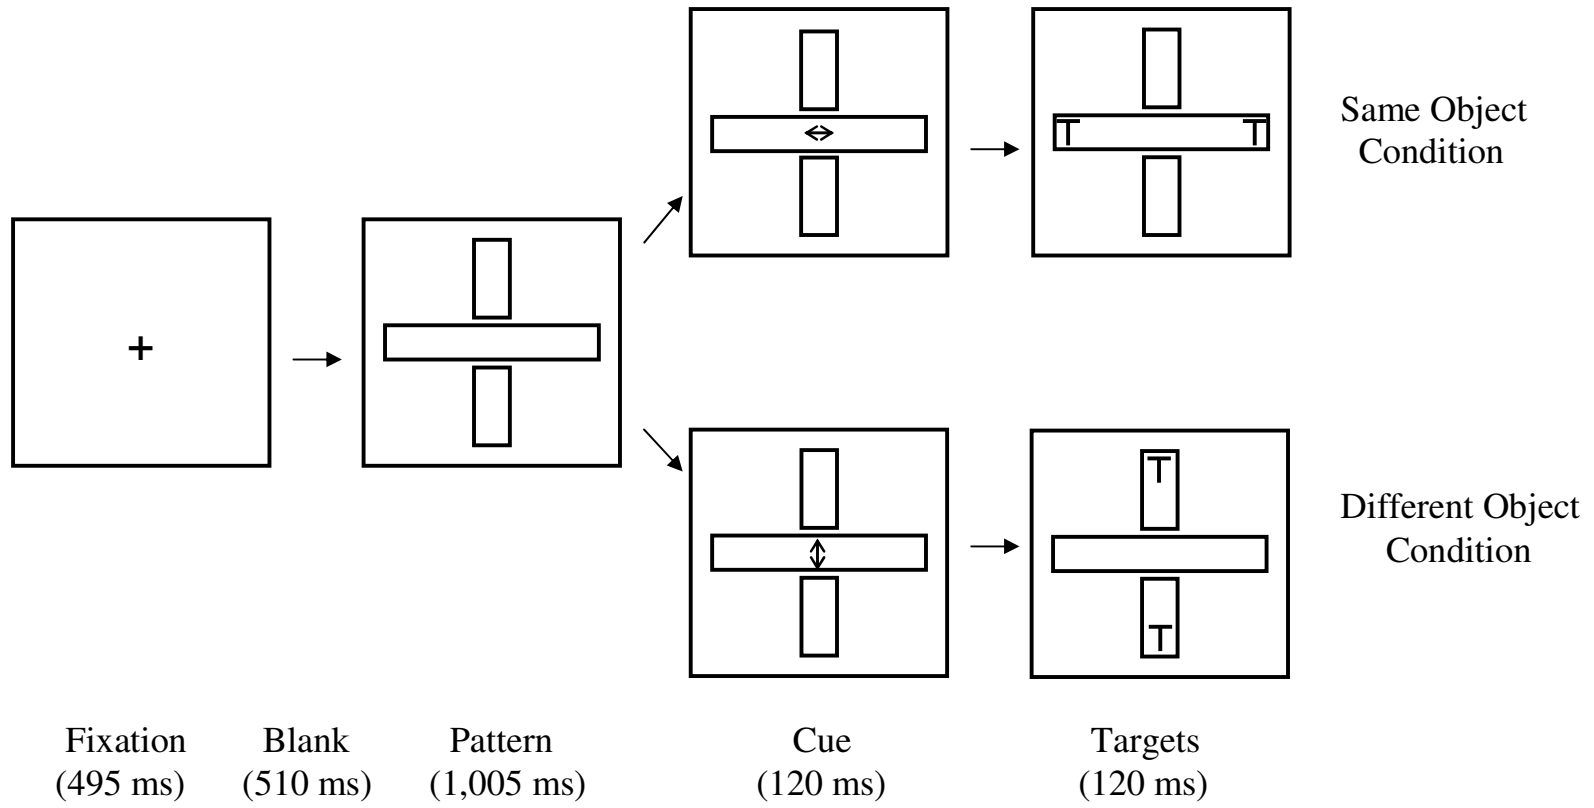 T T
Same Object
Condition
+
T
T
Different Object
Condition
Fixation Blank Pattern Cue Targets
(495 ms) (510 ms) (1,005 ms) (120 ms) (120 ms)